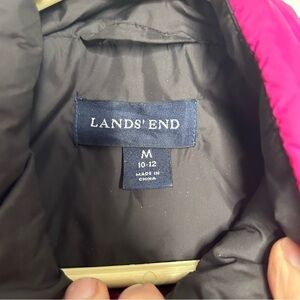 LANDS' END
M
10-12
MADE IN
CHINA